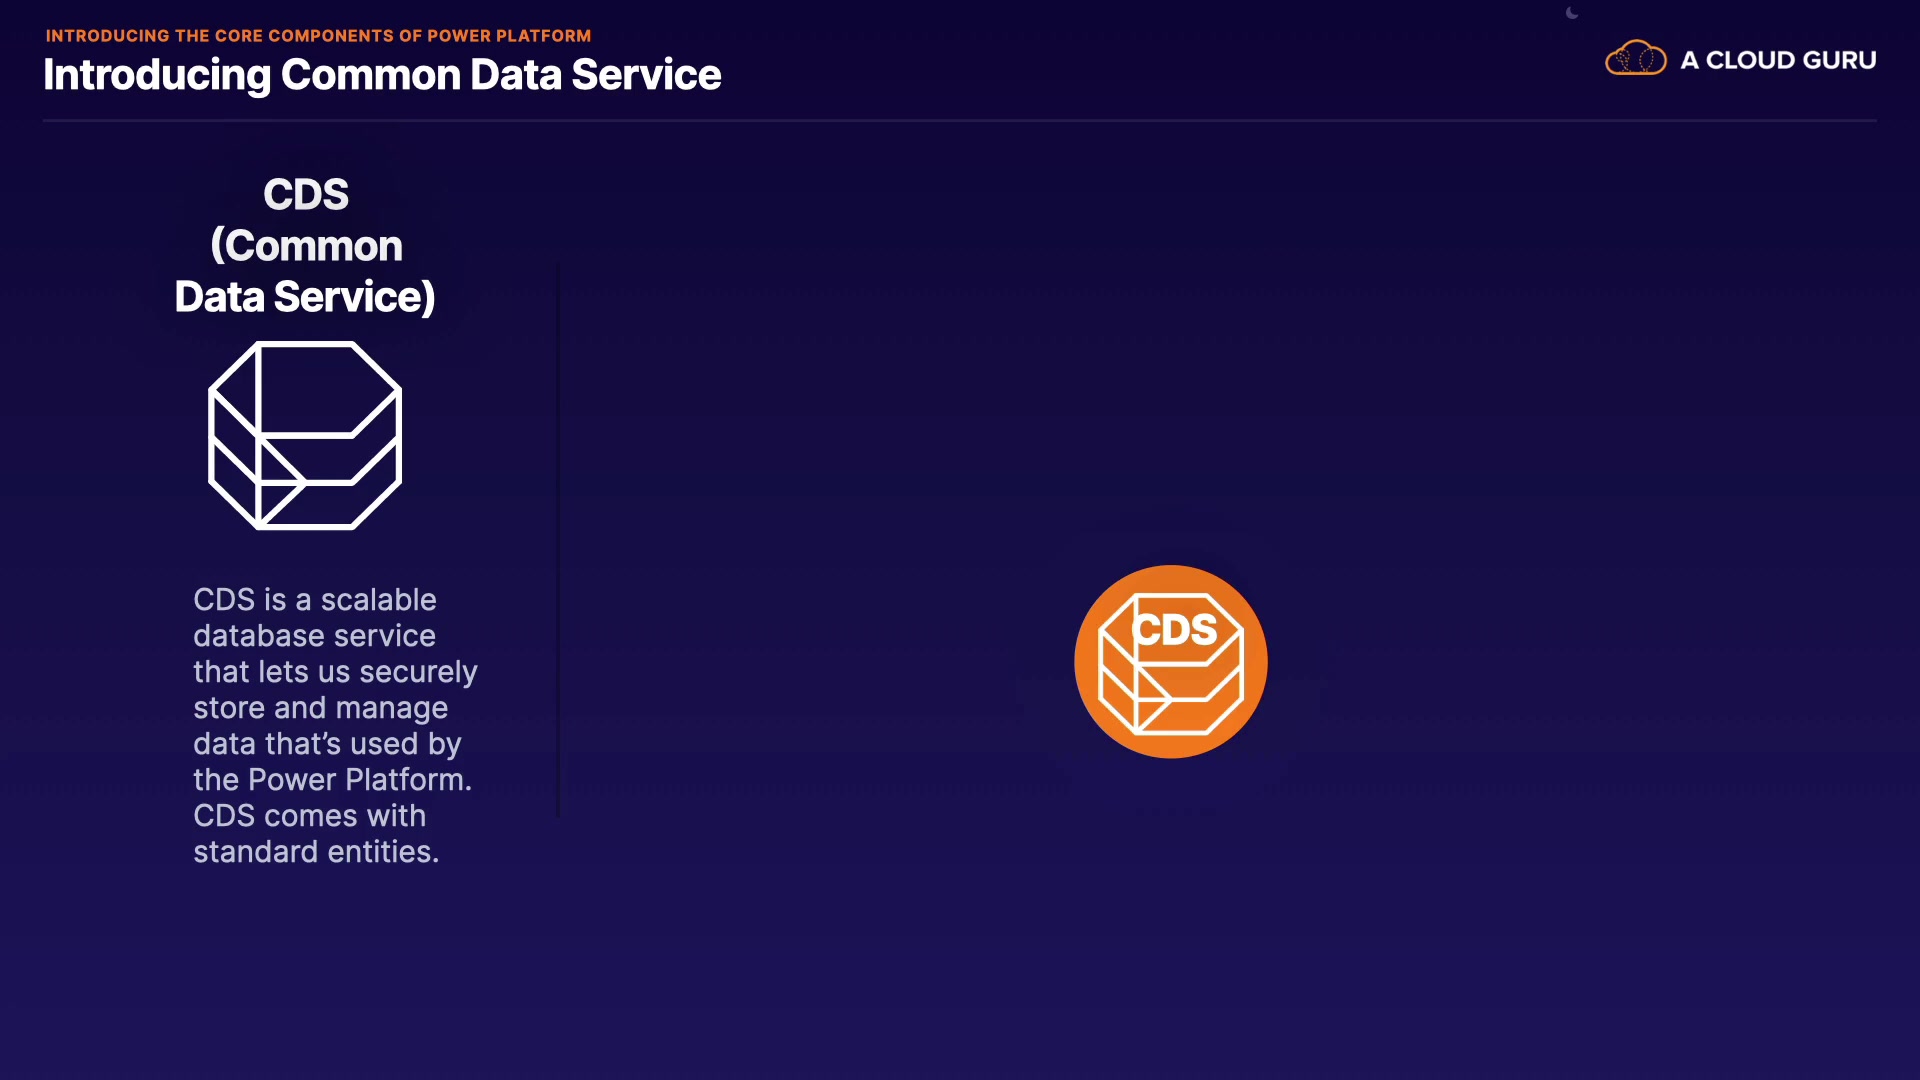 INTRODUCING THE CORE COMPONENTS OF POWER PLATFORM
Introducing Common Data Service
A CLOUD GURU
CDS
(Common
Data Service)
CDS is a scalable
database service
that lets us securely
store and manage
data that’s used by
the Power Platform.
CDS comes with
standard entities.
CDS